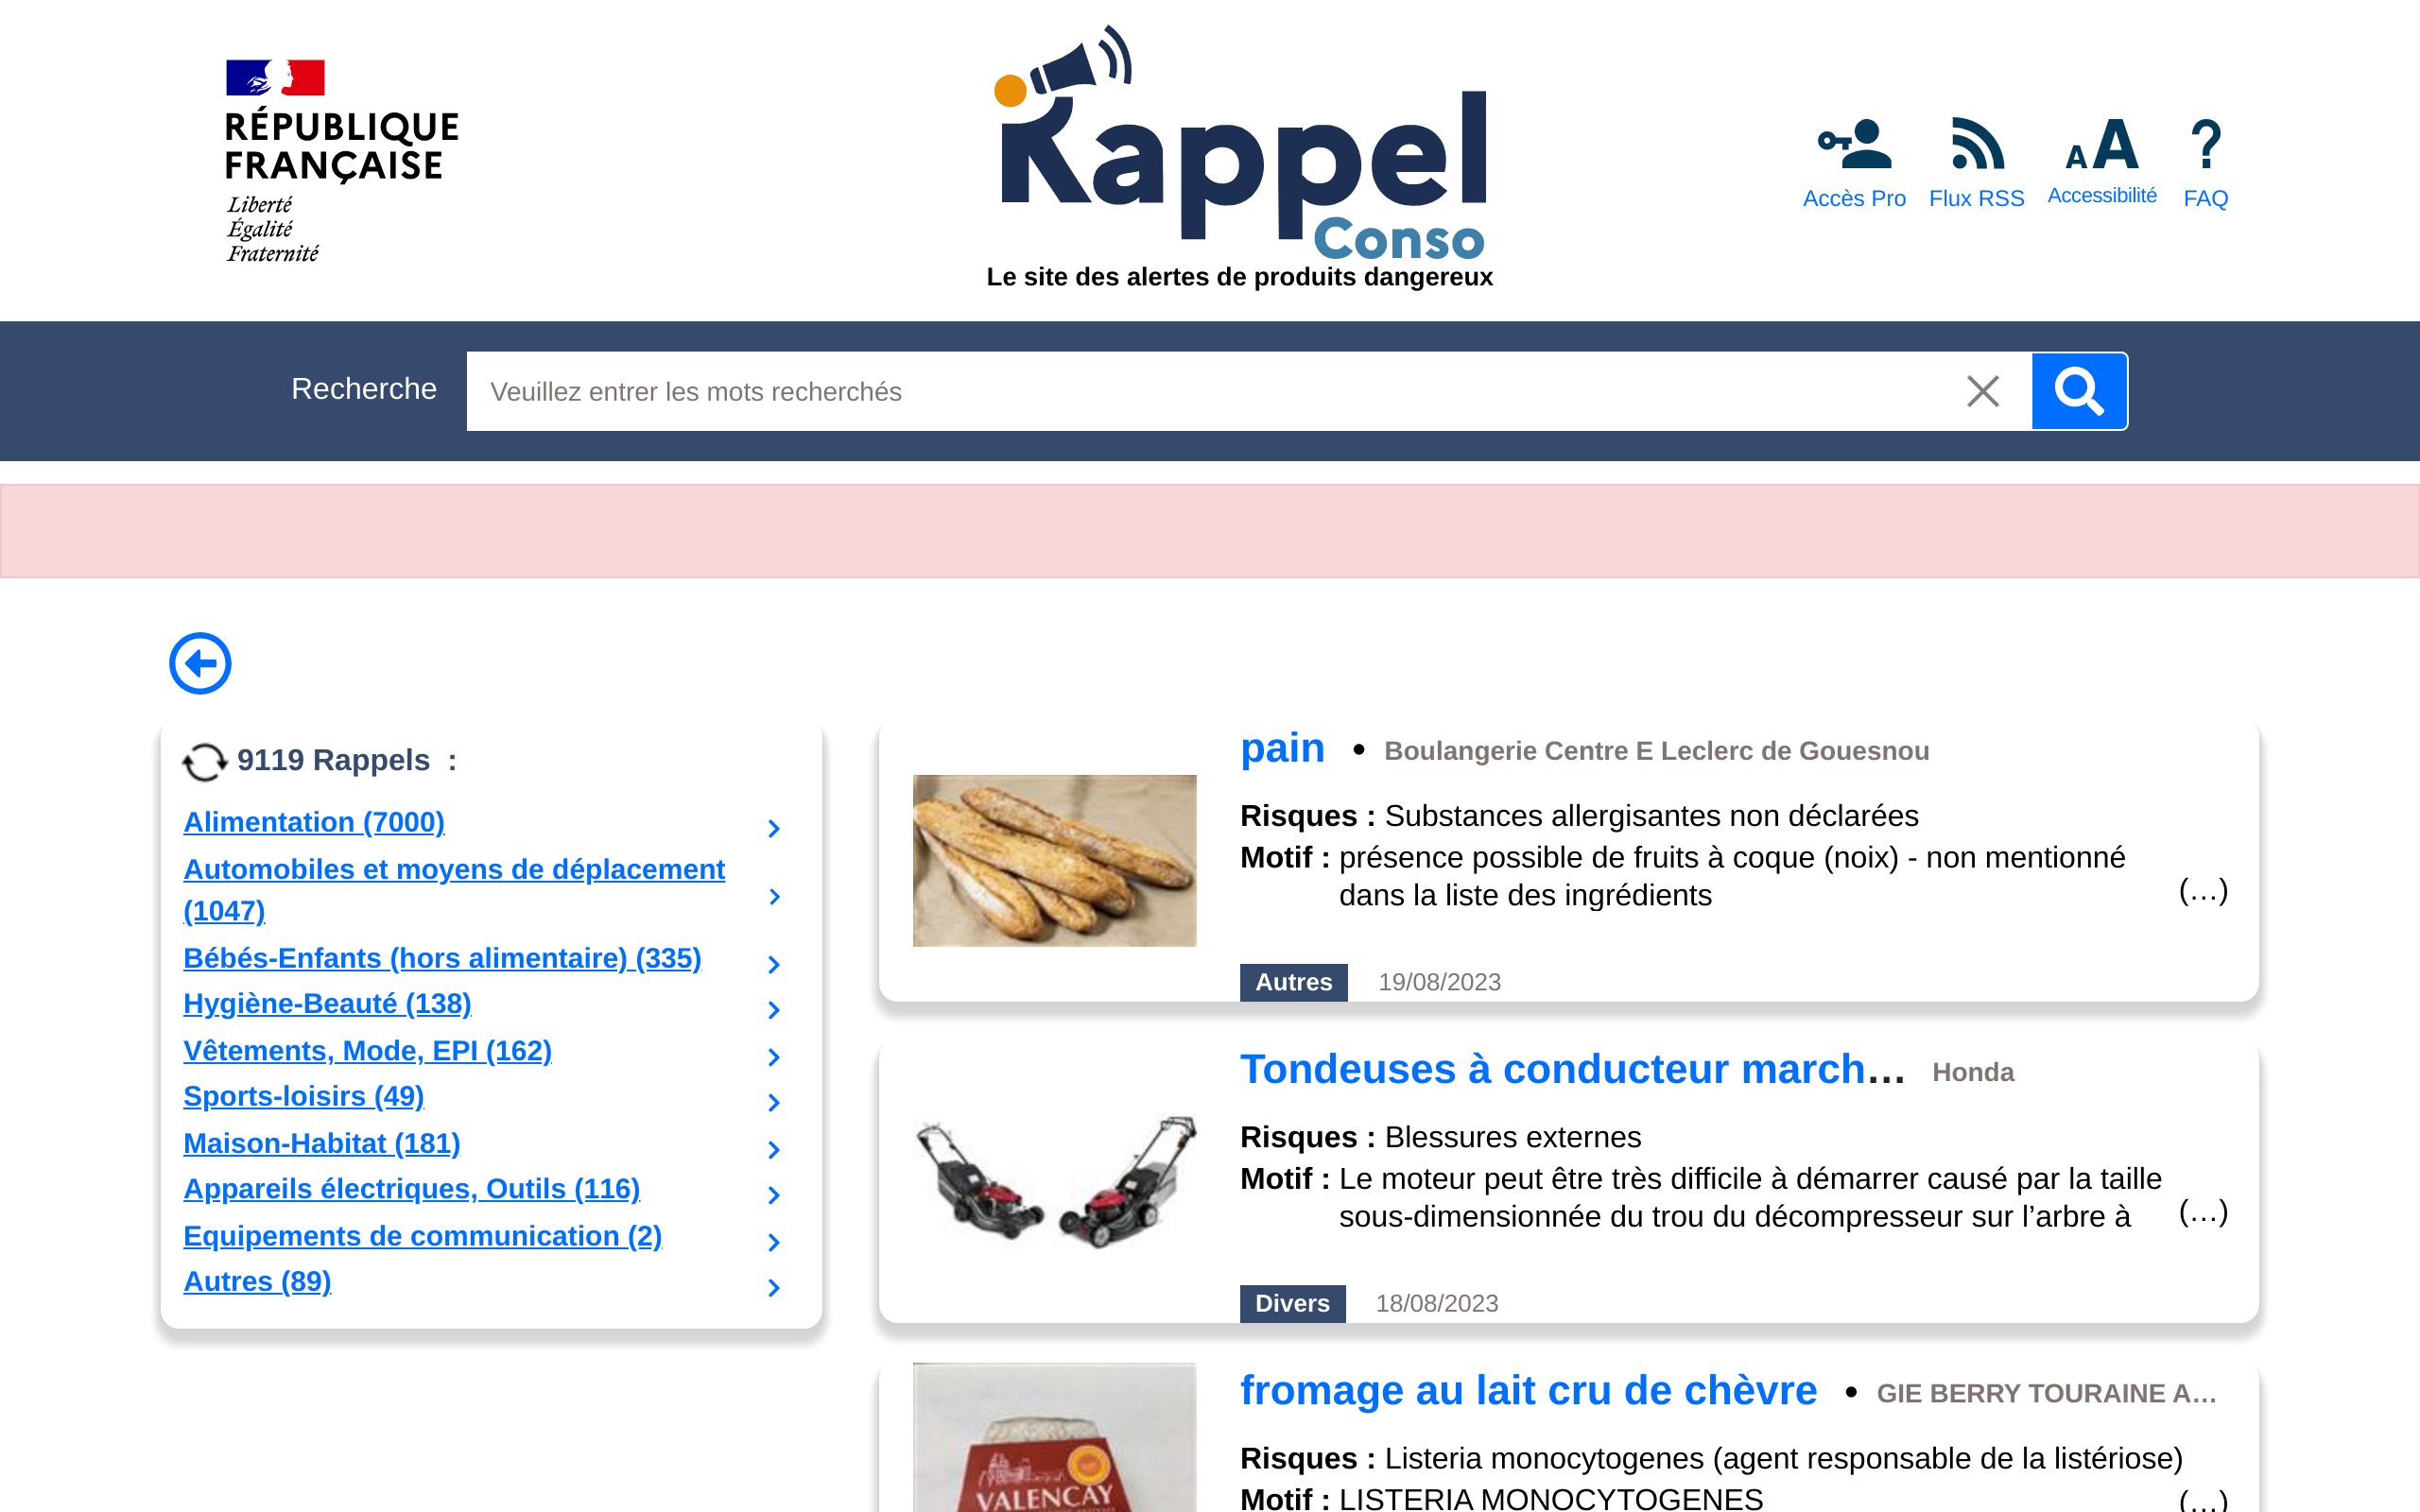 RÉPUBLIQUE
FRANÇAISE
Liberté
Égalité
Fraternité
Rappel
Conso
Le site des alertes de produits dangereux
Accès Pro
Flux RSS
AA
Accessibilité
?
FAQ
Recherche
Veuillez entrer les mots recherchés
9119 Rappels :
Alimentation (7000)
Automobiles et moyens de déplacement
(1047)
Bébés-Enfants (hors alimentaire) (335)
Hygiène-Beauté (138)
Vêtements, Mode, EPI (162)
Sports-loisirs (49)
Maison-Habitat (181)
Appareils électriques, Outils (116)
Equipements de communication (2)
Autres (89)
pain • Boulangerie Centre E Leclerc de Gouesnou
Risques : Substances allergisantes non déclarées
Motif : présence possible de fruits à coque (noix) - non mentionné
dans la liste des ingrédients (…)
Autres 19/08/2023
Tondeuses à conducteur march… Honda
Risques : Blessures externes
Motif : Le moteur peut être très difficile à démarrer causé par la taille
sous-dimensionnée du trou du décompresseur sur l’arbre à (…)
Divers 18/08/2023
VALENCAY
fromage au lait cru de chèvre • GIE BERRY TOURAINE A…
Risques : Listeria monocytogenes (agent responsable de la listériose)
Motif : LISTERIA MONOCYTOGENES (…)